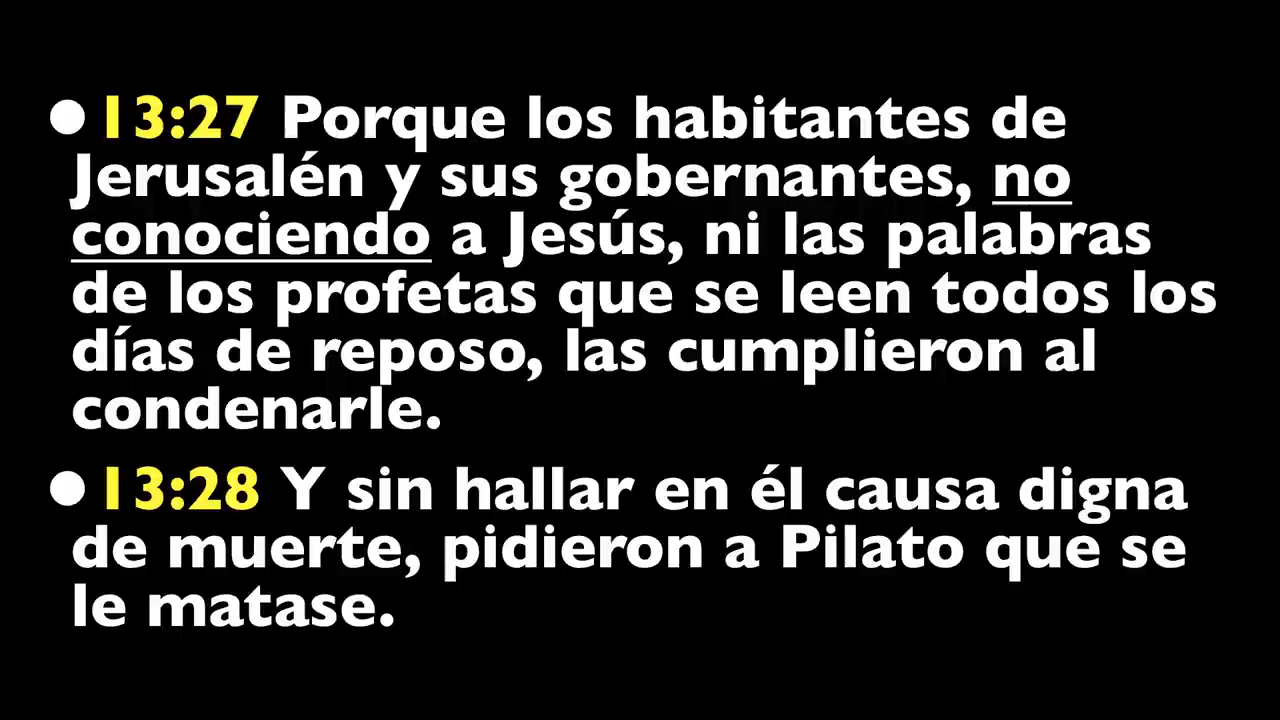 ● 13:27 Porque los habitantes de
Jerusalén y sus gobernantes, no
conociendo a Jesús, ni las palabras
de los profetas que se leen todos los
días de reposo, las cumplieron al
condenarle.
● 13:28 Y sin hallar en él causa digna
de muerte, pidieron a Pilato que se
le matase.